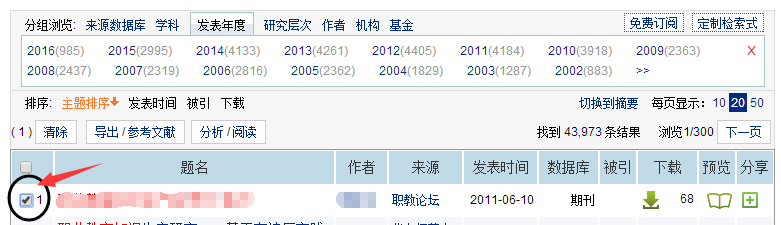 分组浏览: 来源数据库 学科 发表年度 研究层次 作者 机构 基金 免费订阅 定制检索式
2016(985) 2015(2995) 2014(4133) 2013(4261) 2012(4405) 2011(4184) 2010(3918) 2009(2363) X
2008(2437) 2007(2319) 2006(2816) 2005(2362) 2004(1829) 2003(1287) 2002(883) >>
排序: 主题排序 发表时间 被引 下载 切换到摘要 每页显示: 10 20 50
(1) 清除 导出/参考文献 分析/阅读 找到 43,973 条结果 浏览1/300 下一页
题名 作者 来源 发表时间 数据库 被引 下载 预览 分享
1 职教论坛 2011-06-10 期刊 68